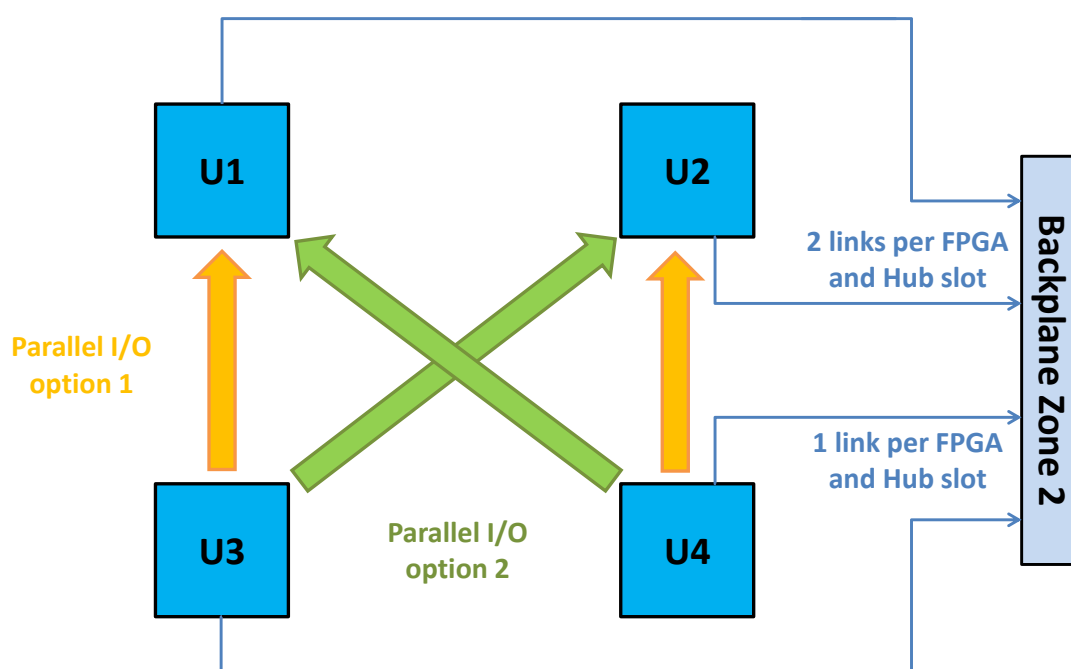 U1
U2
2 links per FPGA
and Hub slot
Backplane Zone 2
Parallel I/O
option 1
1 link per FPGA
and Hub slot
Parallel I/O
option 2
U3
U4